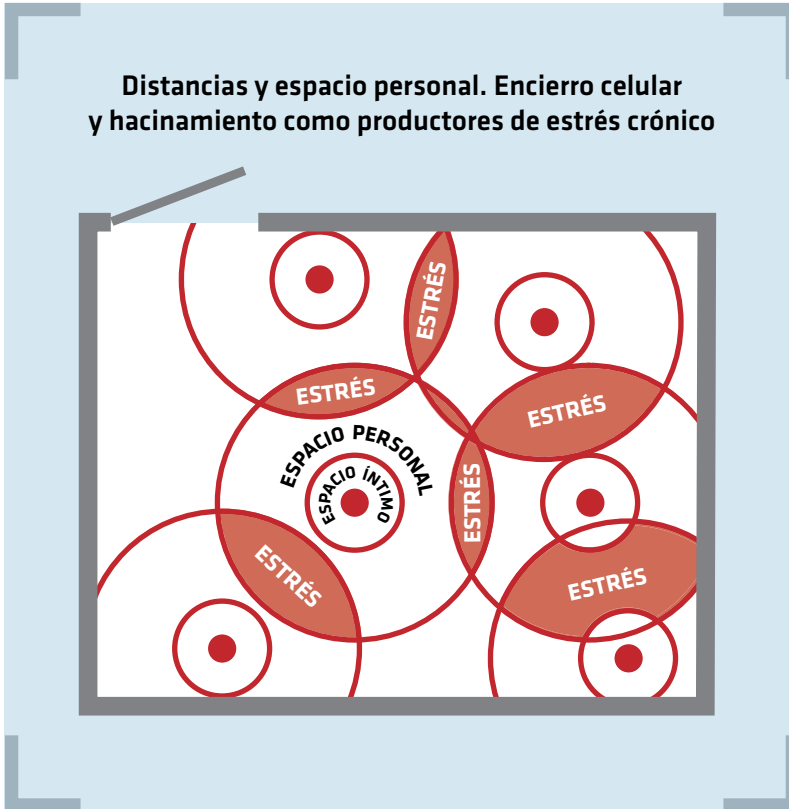 Distancias y espacio personal. Encierro celular
y hacinamiento como productores de estrés crónico
ESTRÉS
ESTRÉS
ESTRÉS
ESPACIO PERSONAL
ESPACIO ÍNTIMO
ESTRÉS
ESTRÉS
ESTRÉS